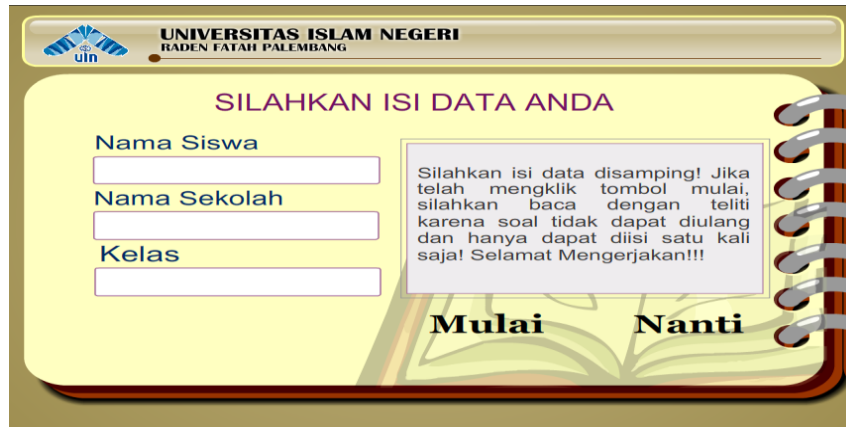 uin
UNIVERSITAS ISLAM NEGERI
RADEN FATAH PALEMBANG
SILAHKAN ISI DATA ANDA
Nama Siswa
Nama Sekolah
Kelas
Silahkan isi data disamping! Jika
telah mengklik tombol mulai,
silahkan baca dengan teliti
karena soal tidak dapat diulang
dan hanya dapat diisi satu kali
saja! Selamat Mengerjakan!!!
Mulai Nanti